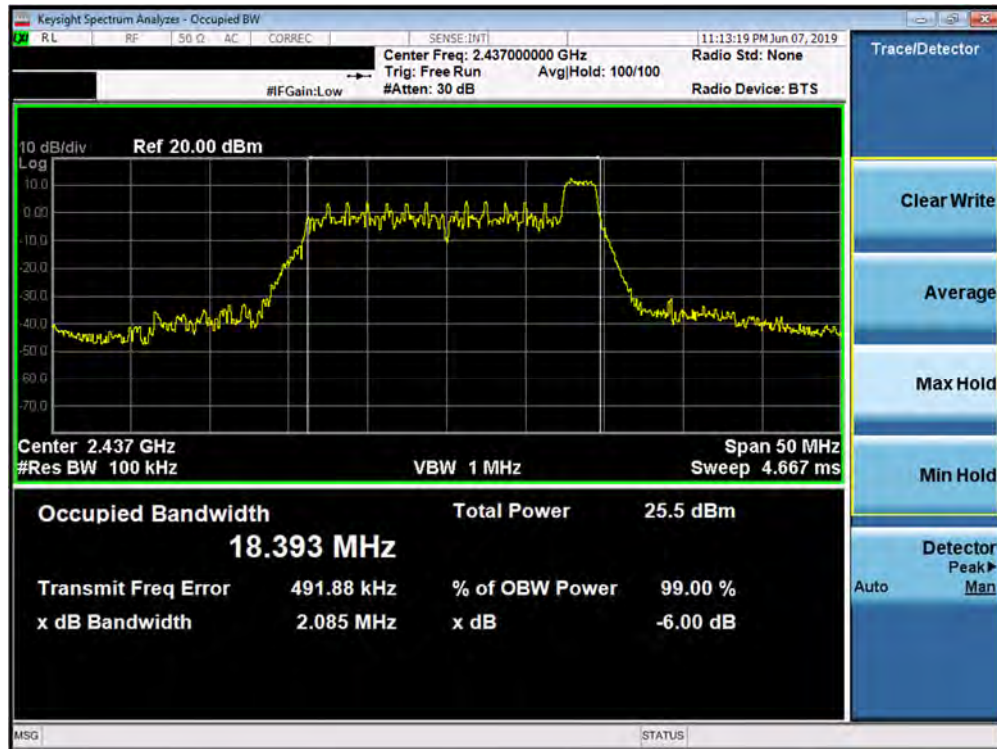 Keysight Spectrum Analyzer - Occupied BW
LXI RL RF 50 Ω AC CORREC SENSE:INT 11:13:19 PM Jun 07, 2019
Center Freq: 2.437000000 GHz Radio Std: None
Trig: Free Run Avg|Hold: 100/100
#IFGain:Low #Atten: 30 dB Radio Device: BTS
Trace/Detector
10 dB/div Ref 20.00 dBm
Log
10.0
0.00
-10.0
-20.0
-30.0
-40.0
-50.0
-60.0
-70.0
Center 2.437 GHz Span 50 MHz
#Res BW 100 kHz VBW 1 MHz Sweep 4.667 ms
Occupied Bandwidth Total Power 25.5 dBm
18.393 MHz
Transmit Freq Error 491.88 kHz % of OBW Power 99.00 %
x dB Bandwidth 2.085 MHz x dB -6.00 dB
Clear Write
Average
Max Hold
Min Hold
Detector
Peak▶
Auto Man
MSG STATUS